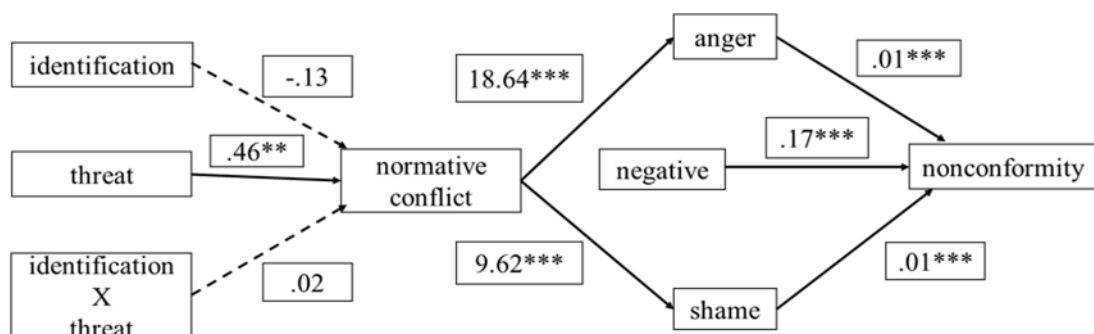 anger
identification
-.13
18.64***
.01***
.46**
.17***
threat
normative
conflict
negative
nonconformity
identification
X
threat
.02
9.62***
.01***
shame